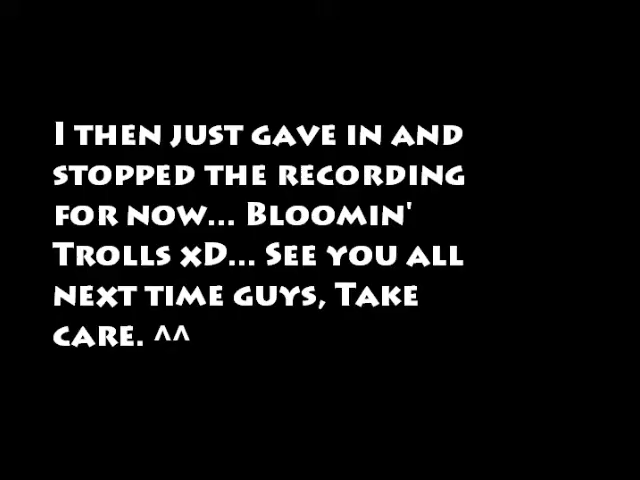 I then just gave in and
stopped the recording
for now... Bloomin'
Trolls xD... See you all
next time guys, Take
care. ^^